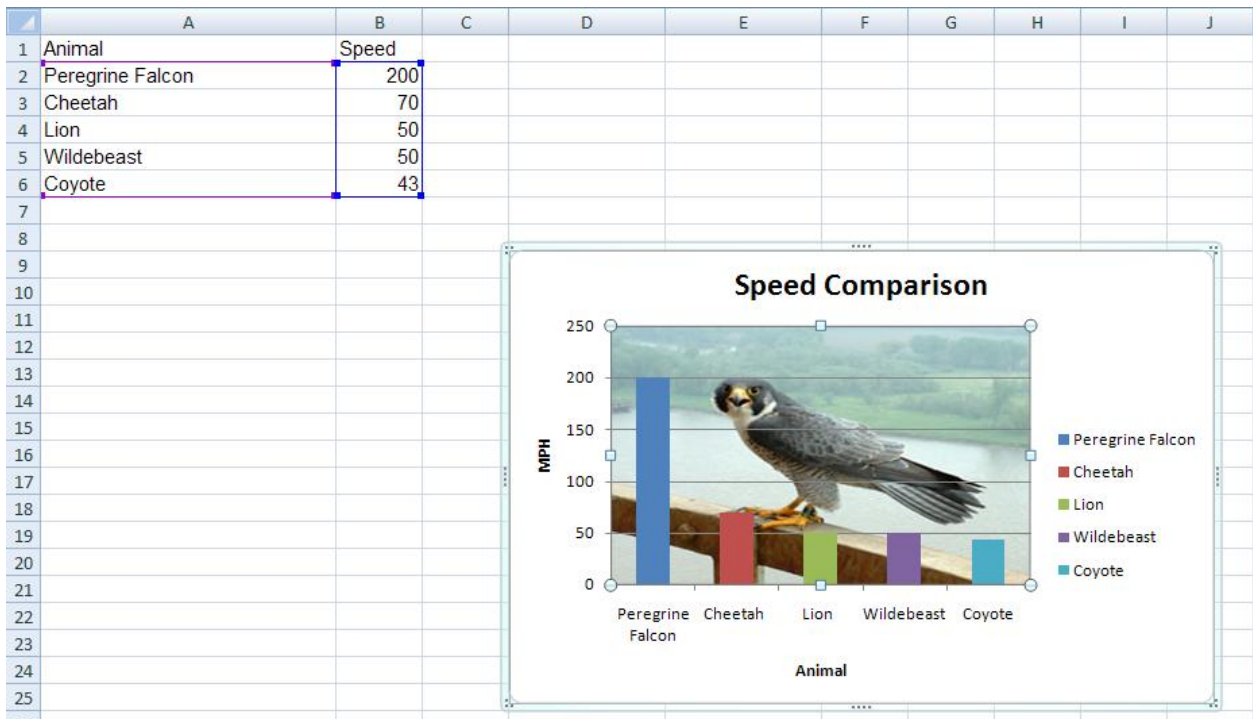 A B C D E F G H I J
1 Animal Speed
2 Peregrine Falcon 200
3 Cheetah 70
4 Lion 50
5 Wildebeast 50
6 Coyote 43
7
8
9
10
11
12
13
14
15
16
17
18
19
20
21
22
23
24
25
Speed Comparison
250
200
150
100
50
0
MPH
Peregrine Falcon
Cheetah
Lion
Wildebeast
Coyote
Peregrine Cheetah Lion Wildebeast Coyote
Falcon
Animal